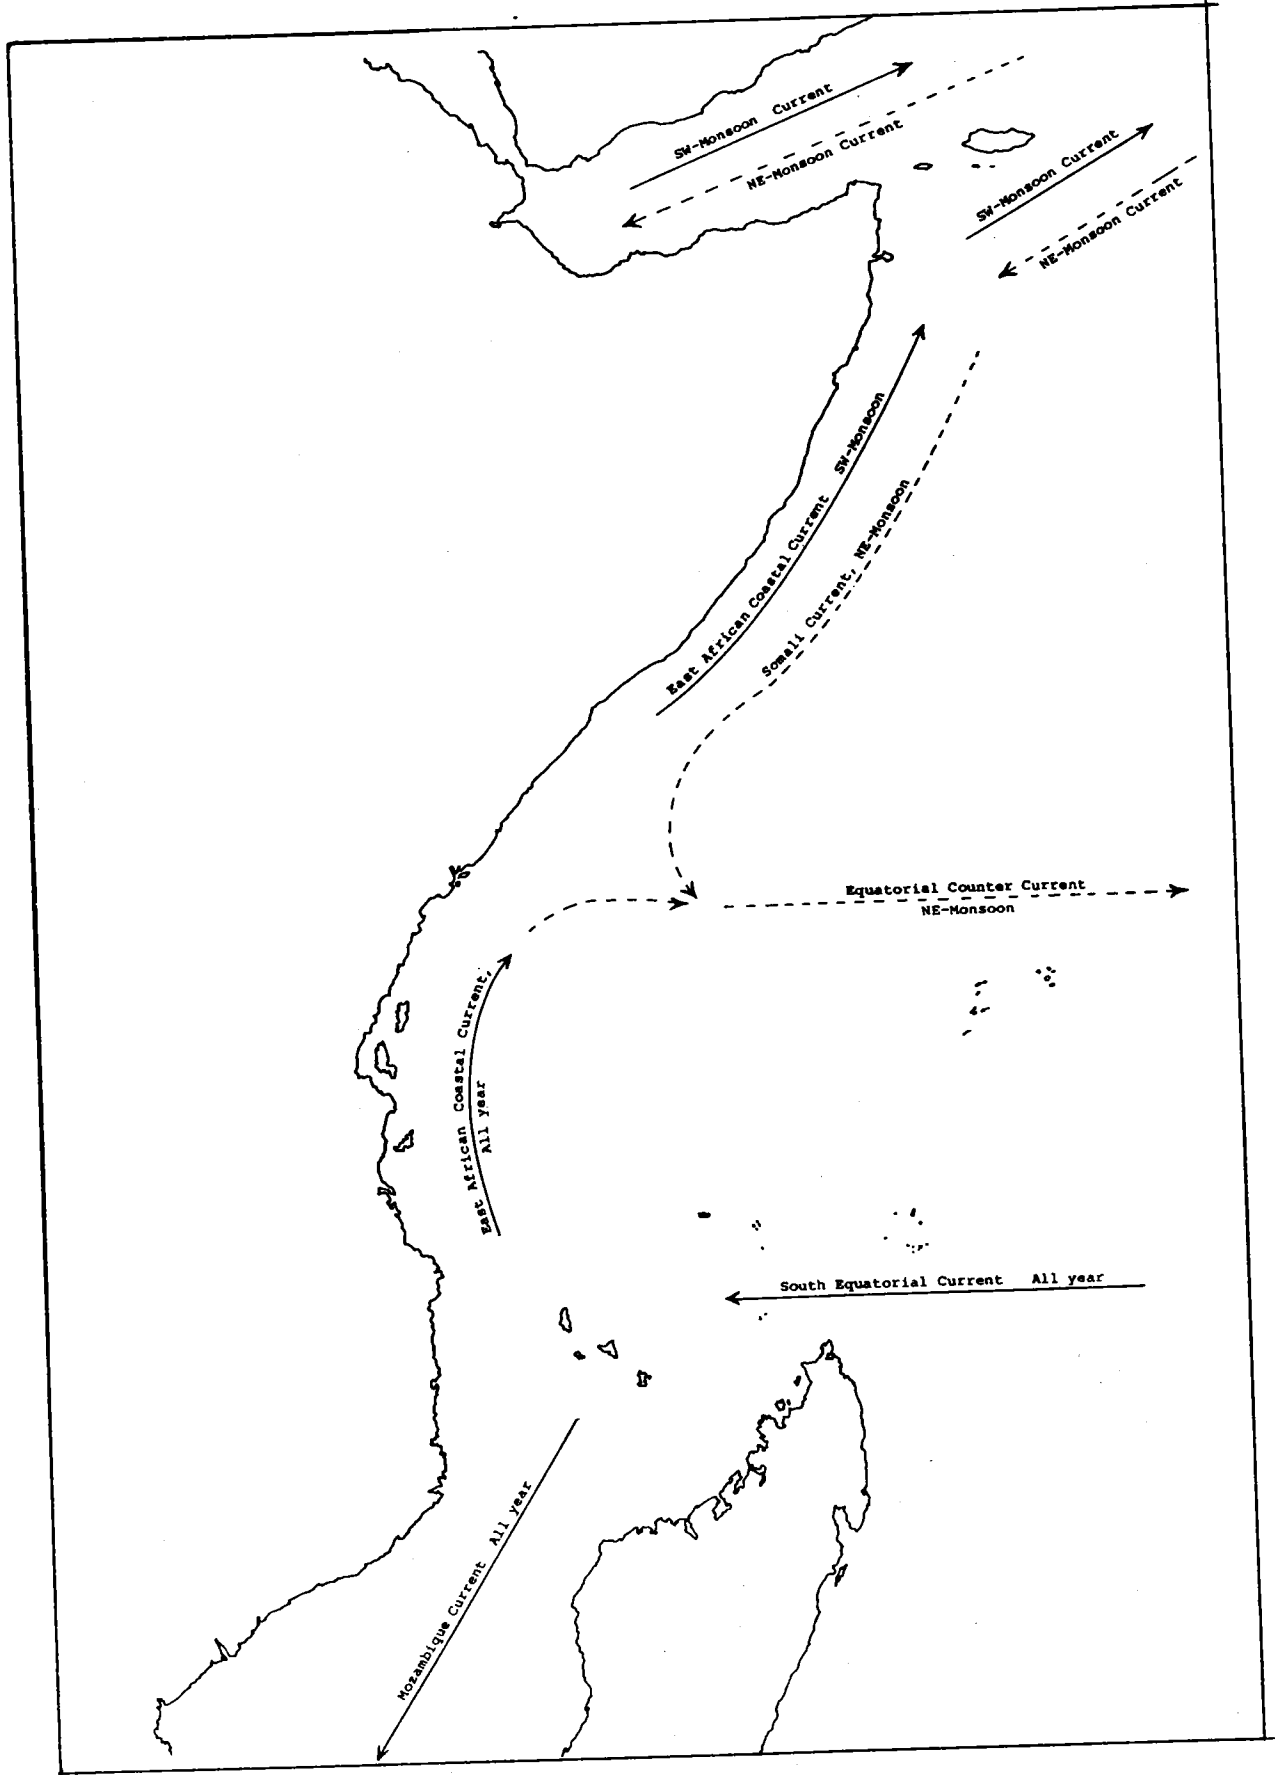 SW-Monsoon Current
NE-Monsoon Current
SW-Monsoon Current
NE-Monsoon Current
East African Coastal Current SW-Monsoon
Somali Current, NE-Monsoon
Equatorial Counter Current
NE-Monsoon
East African Coastal Current,
All year
South Equatorial Current All year
Mozambique Current All year